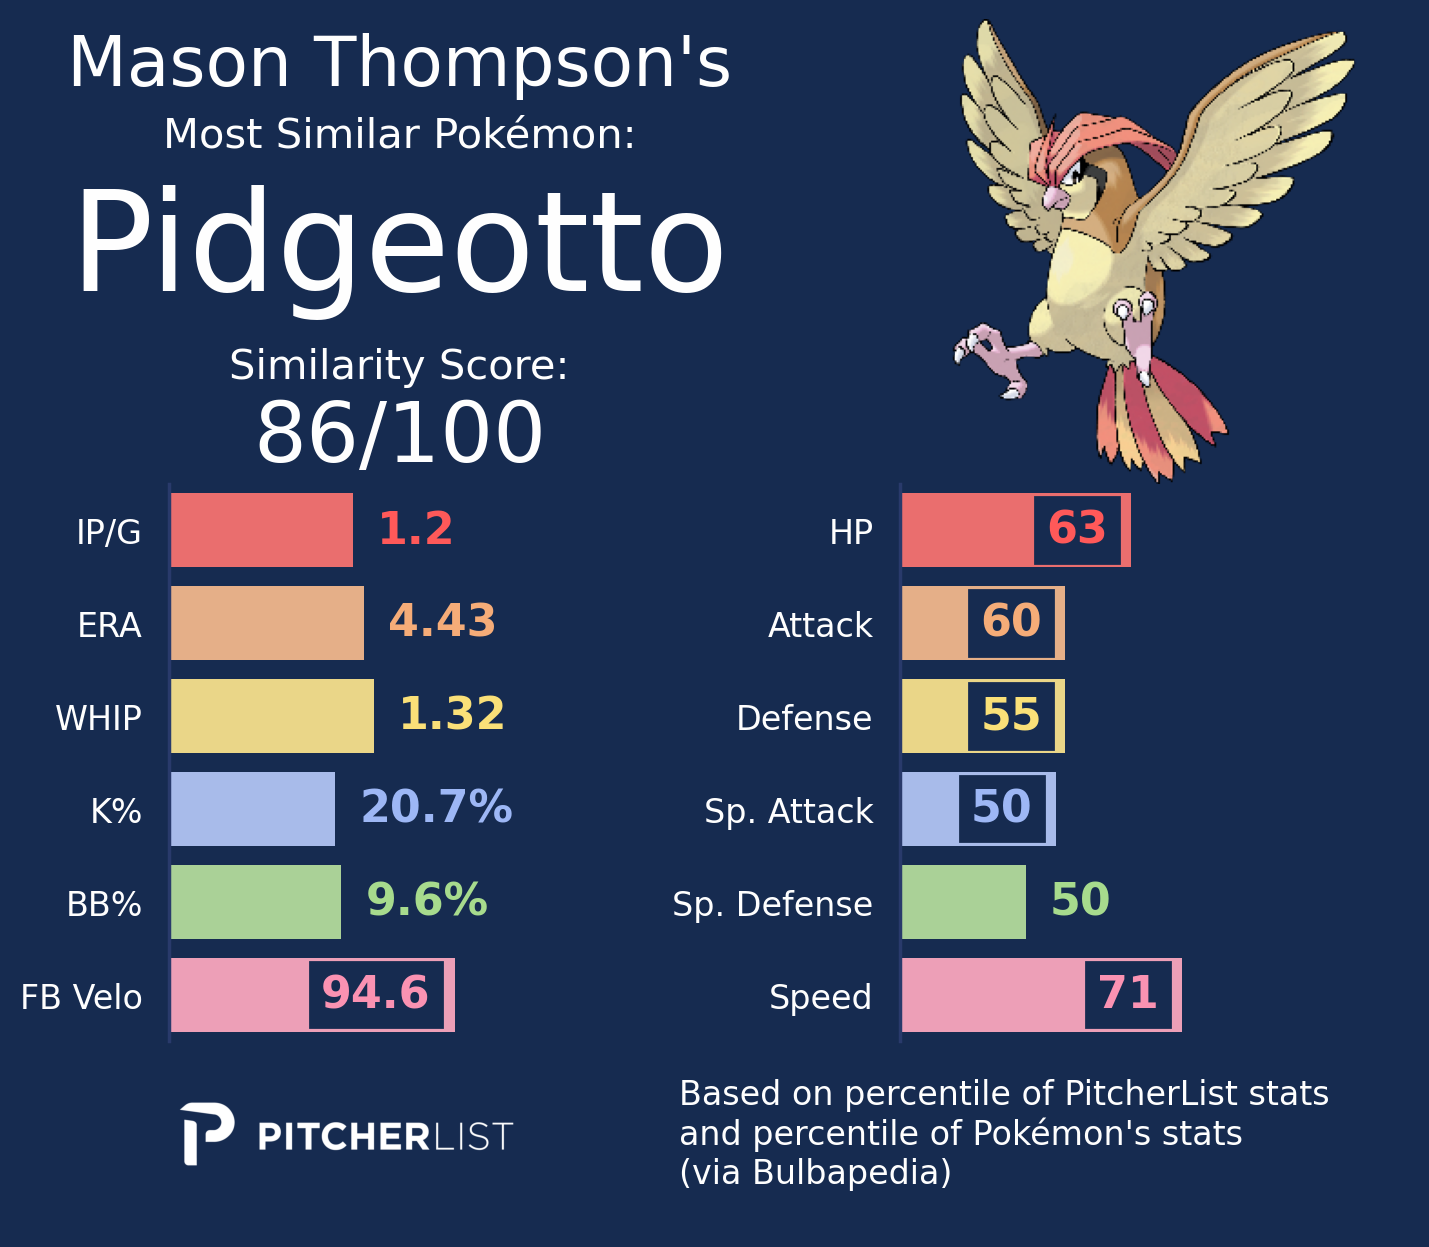 Mason Thompson's
Most Similar Pokémon:
Pidgeotto
Similarity Score:
86/100
IP/G 1.2
ERA 4.43
WHIP 1.32
K% 20.7%
BB% 9.6%
FB Velo 94.6
HP 63
Attack 60
Defense 55
Sp. Attack 50
Sp. Defense 50
Speed 71
PITCHERLIST
Based on percentile of PitcherList stats
and percentile of Pokémon's stats
(via Bulbapedia)